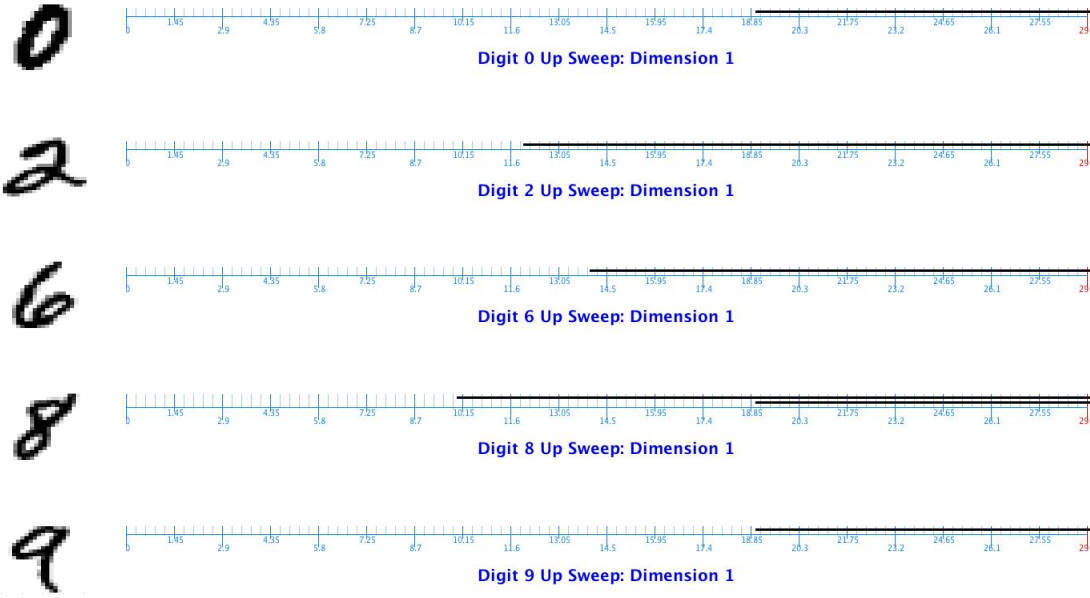 0
1.45 4.35 7.25 10.15 13.05 15.95 18.85 21.75 24.65 27.55
0 2.9 5.8 8.7 11.6 14.5 17.4 20.3 23.2 26.1 29
Digit 0 Up Sweep: Dimension 1
2
1.45 4.35 7.25 10.15 13.05 15.95 18.85 21.75 24.65 27.55
0 2.9 5.8 8.7 11.6 14.5 17.4 20.3 23.2 26.1 29
Digit 2 Up Sweep: Dimension 1
6
1.45 4.35 7.25 10.15 13.05 15.95 18.85 21.75 24.65 27.55
0 2.9 5.8 8.7 11.6 14.5 17.4 20.3 23.2 26.1 29
Digit 6 Up Sweep: Dimension 1
8
1.45 4.35 7.25 10.15 13.05 15.95 18.85 21.75 24.65 27.55
0 2.9 5.8 8.7 11.6 14.5 17.4 20.3 23.2 26.1 29
Digit 8 Up Sweep: Dimension 1
9
1.45 4.35 7.25 10.15 13.05 15.95 18.85 21.75 24.65 27.55
0 2.9 5.8 8.7 11.6 14.5 17.4 20.3 23.2 26.1 29
Digit 9 Up Sweep: Dimension 1